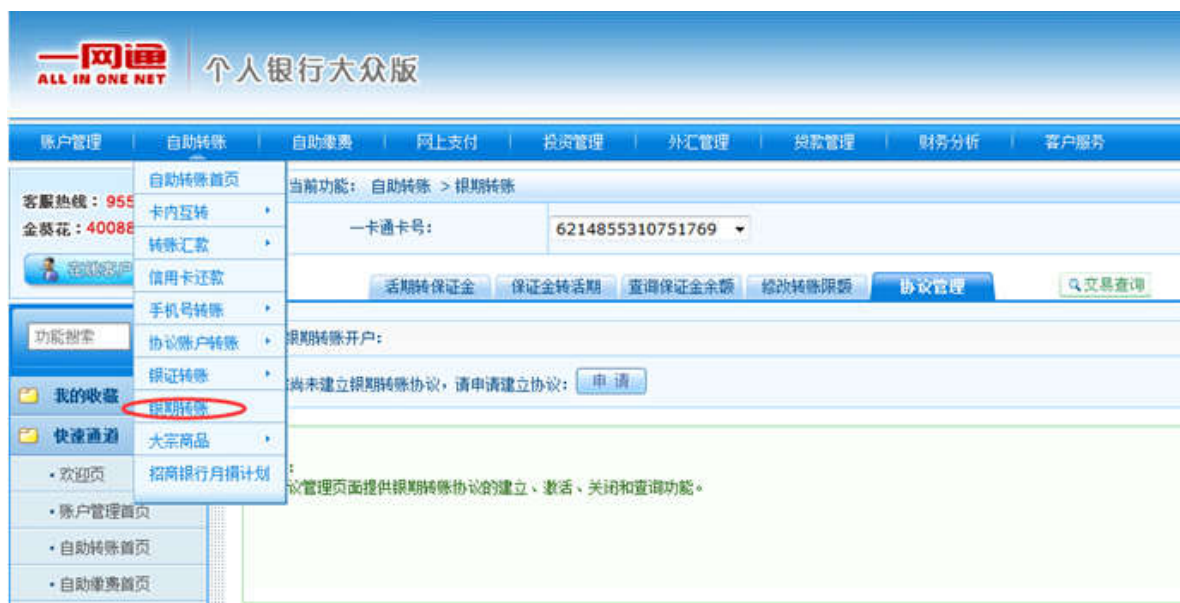 一网通
ALL IN ONE NET
个人银行大众版
账户管理 自助转账 自助缴费 网上支付 投资管理 外汇管理 贷款管理 财务分析 客户服务
客服热线：955
金葵花：40088
功能搜索
我的收藏
快速通道
欢迎页
账户管理首页
自助转账首页
自助缴费首页
自助转账首页
卡内互转
转账汇款
信用卡还款
手机号转账
协议账户转账
银证转账
银期转账
大宗商品
招商银行月捐计划
当前功能： 自助转账 > 银期转账
一卡通卡号： 6214855310751769
活期转保证金 保证金转活期 查询保证金余额 修改转账限额 协议管理 交易查询
银期转账开户：
尚未建立银期转账协议，请申请建立协议： 申 请
：
议管理页面提供银期转账协议的建立、激活、关闭和查询功能。